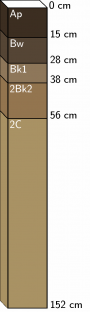 0 cm
Ap
15 cm
Bw
28 cm
Bk1
38 cm
2Bk2
56 cm
2C
152 cm